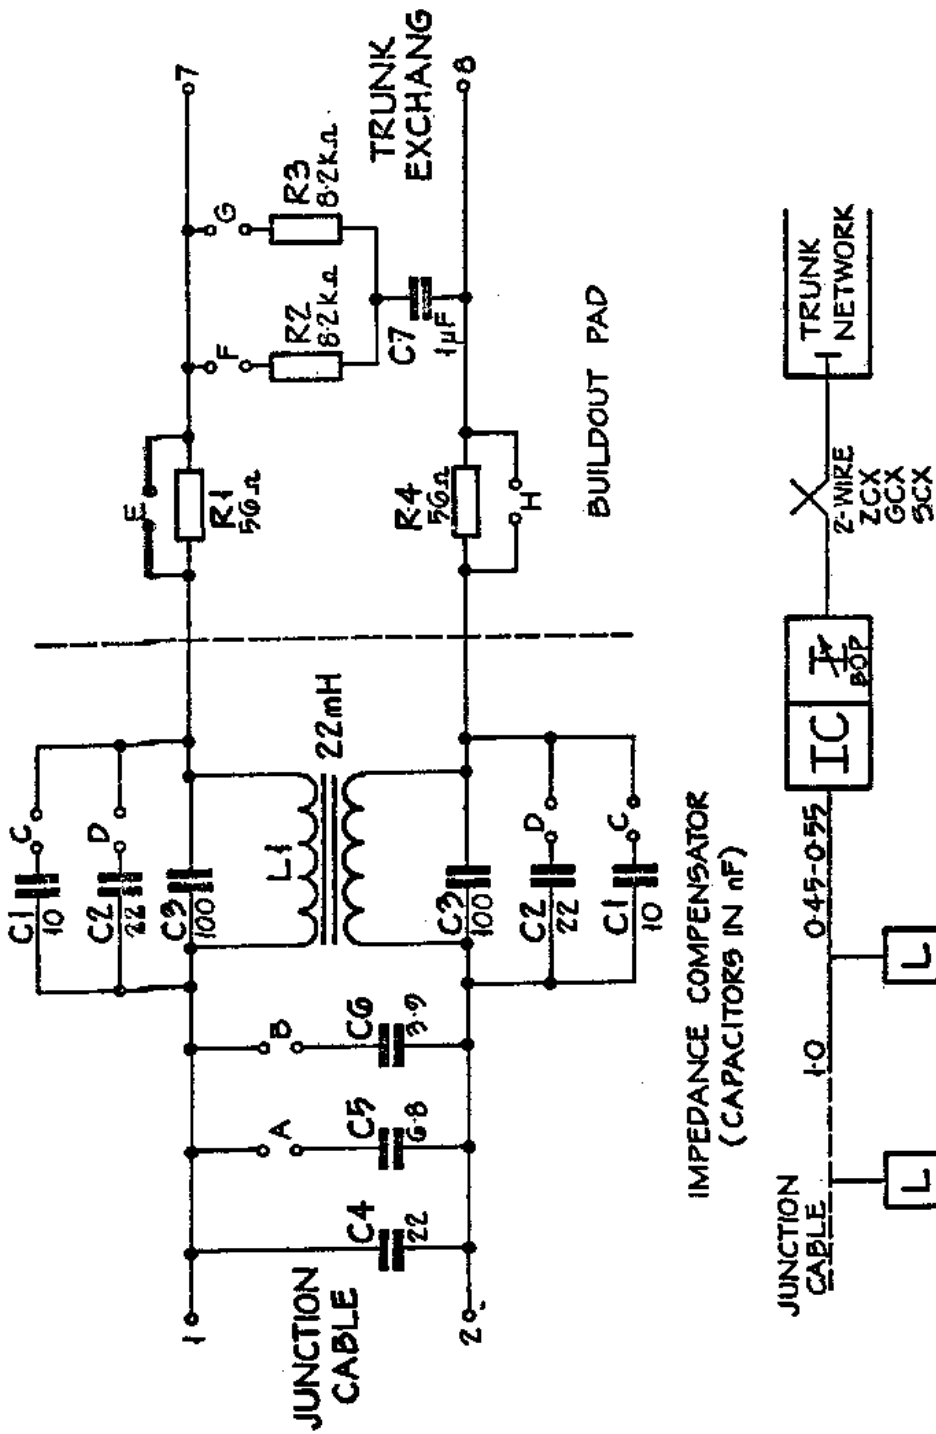 C1
10
C
C2
22
D
C3
100
L1
22mH
1
A
B
C4
22
C5
6·8
C6
3·9
JUNCTION
CABLE
2
C3
100
C2
22
D
C1
10
C
IMPEDANCE COMPENSATOR
(CAPACITORS IN nF)
E
R1
56Ω
F
G
7
R2
8·2KΩ
R3
8·2KΩ
C7
1µF
TRUNK
EXCHANG
R4
56Ω
H
8
BUILDOUT PAD
JUNCTION
CABLE
1·0
0·45-0·55
L
L
IC
BOP
2-WIRE
ZCX
GCX
SCX
TRUNK
NETWORK